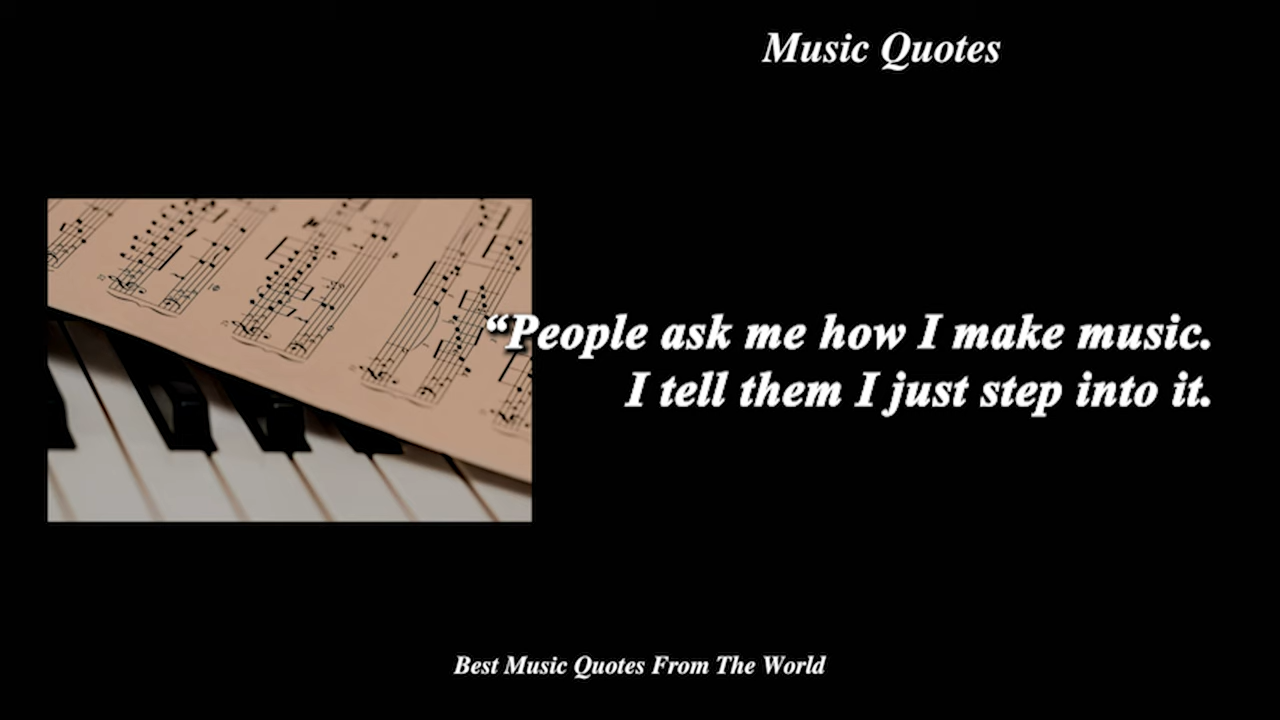 Music Quotes
“People ask me how I make music.
I tell them I just step into it.
Best Music Quotes From The World